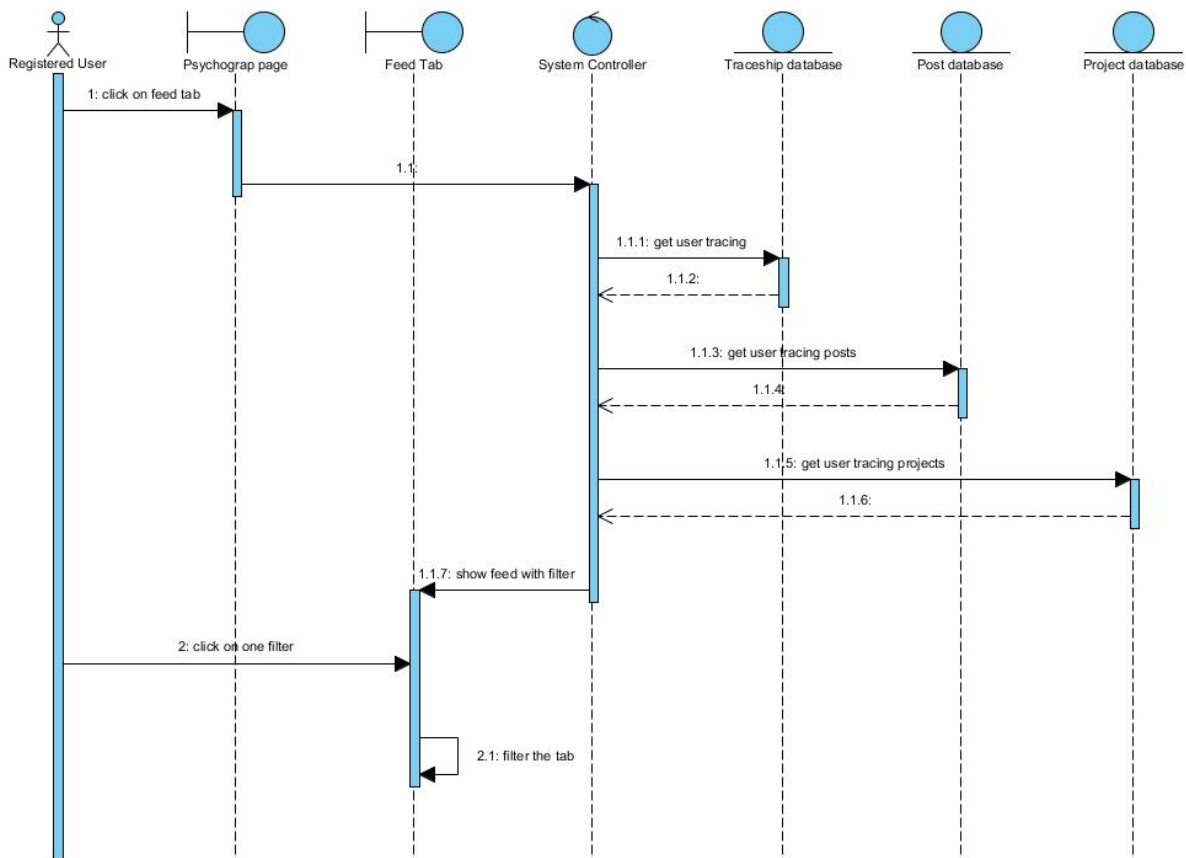 Registered User
Psychograp page
Feed Tab
System Controller
Traceship database
Post database
Project database
1: click on feed tab
1.1:
1.1.1: get user tracing
1.1.2:
1.1.3: get user tracing posts
1.1.4:
1.1.5: get user tracing projects
1.1.6:
1.1.7: show feed with filter
2: click on one filter
2.1: filter the tab